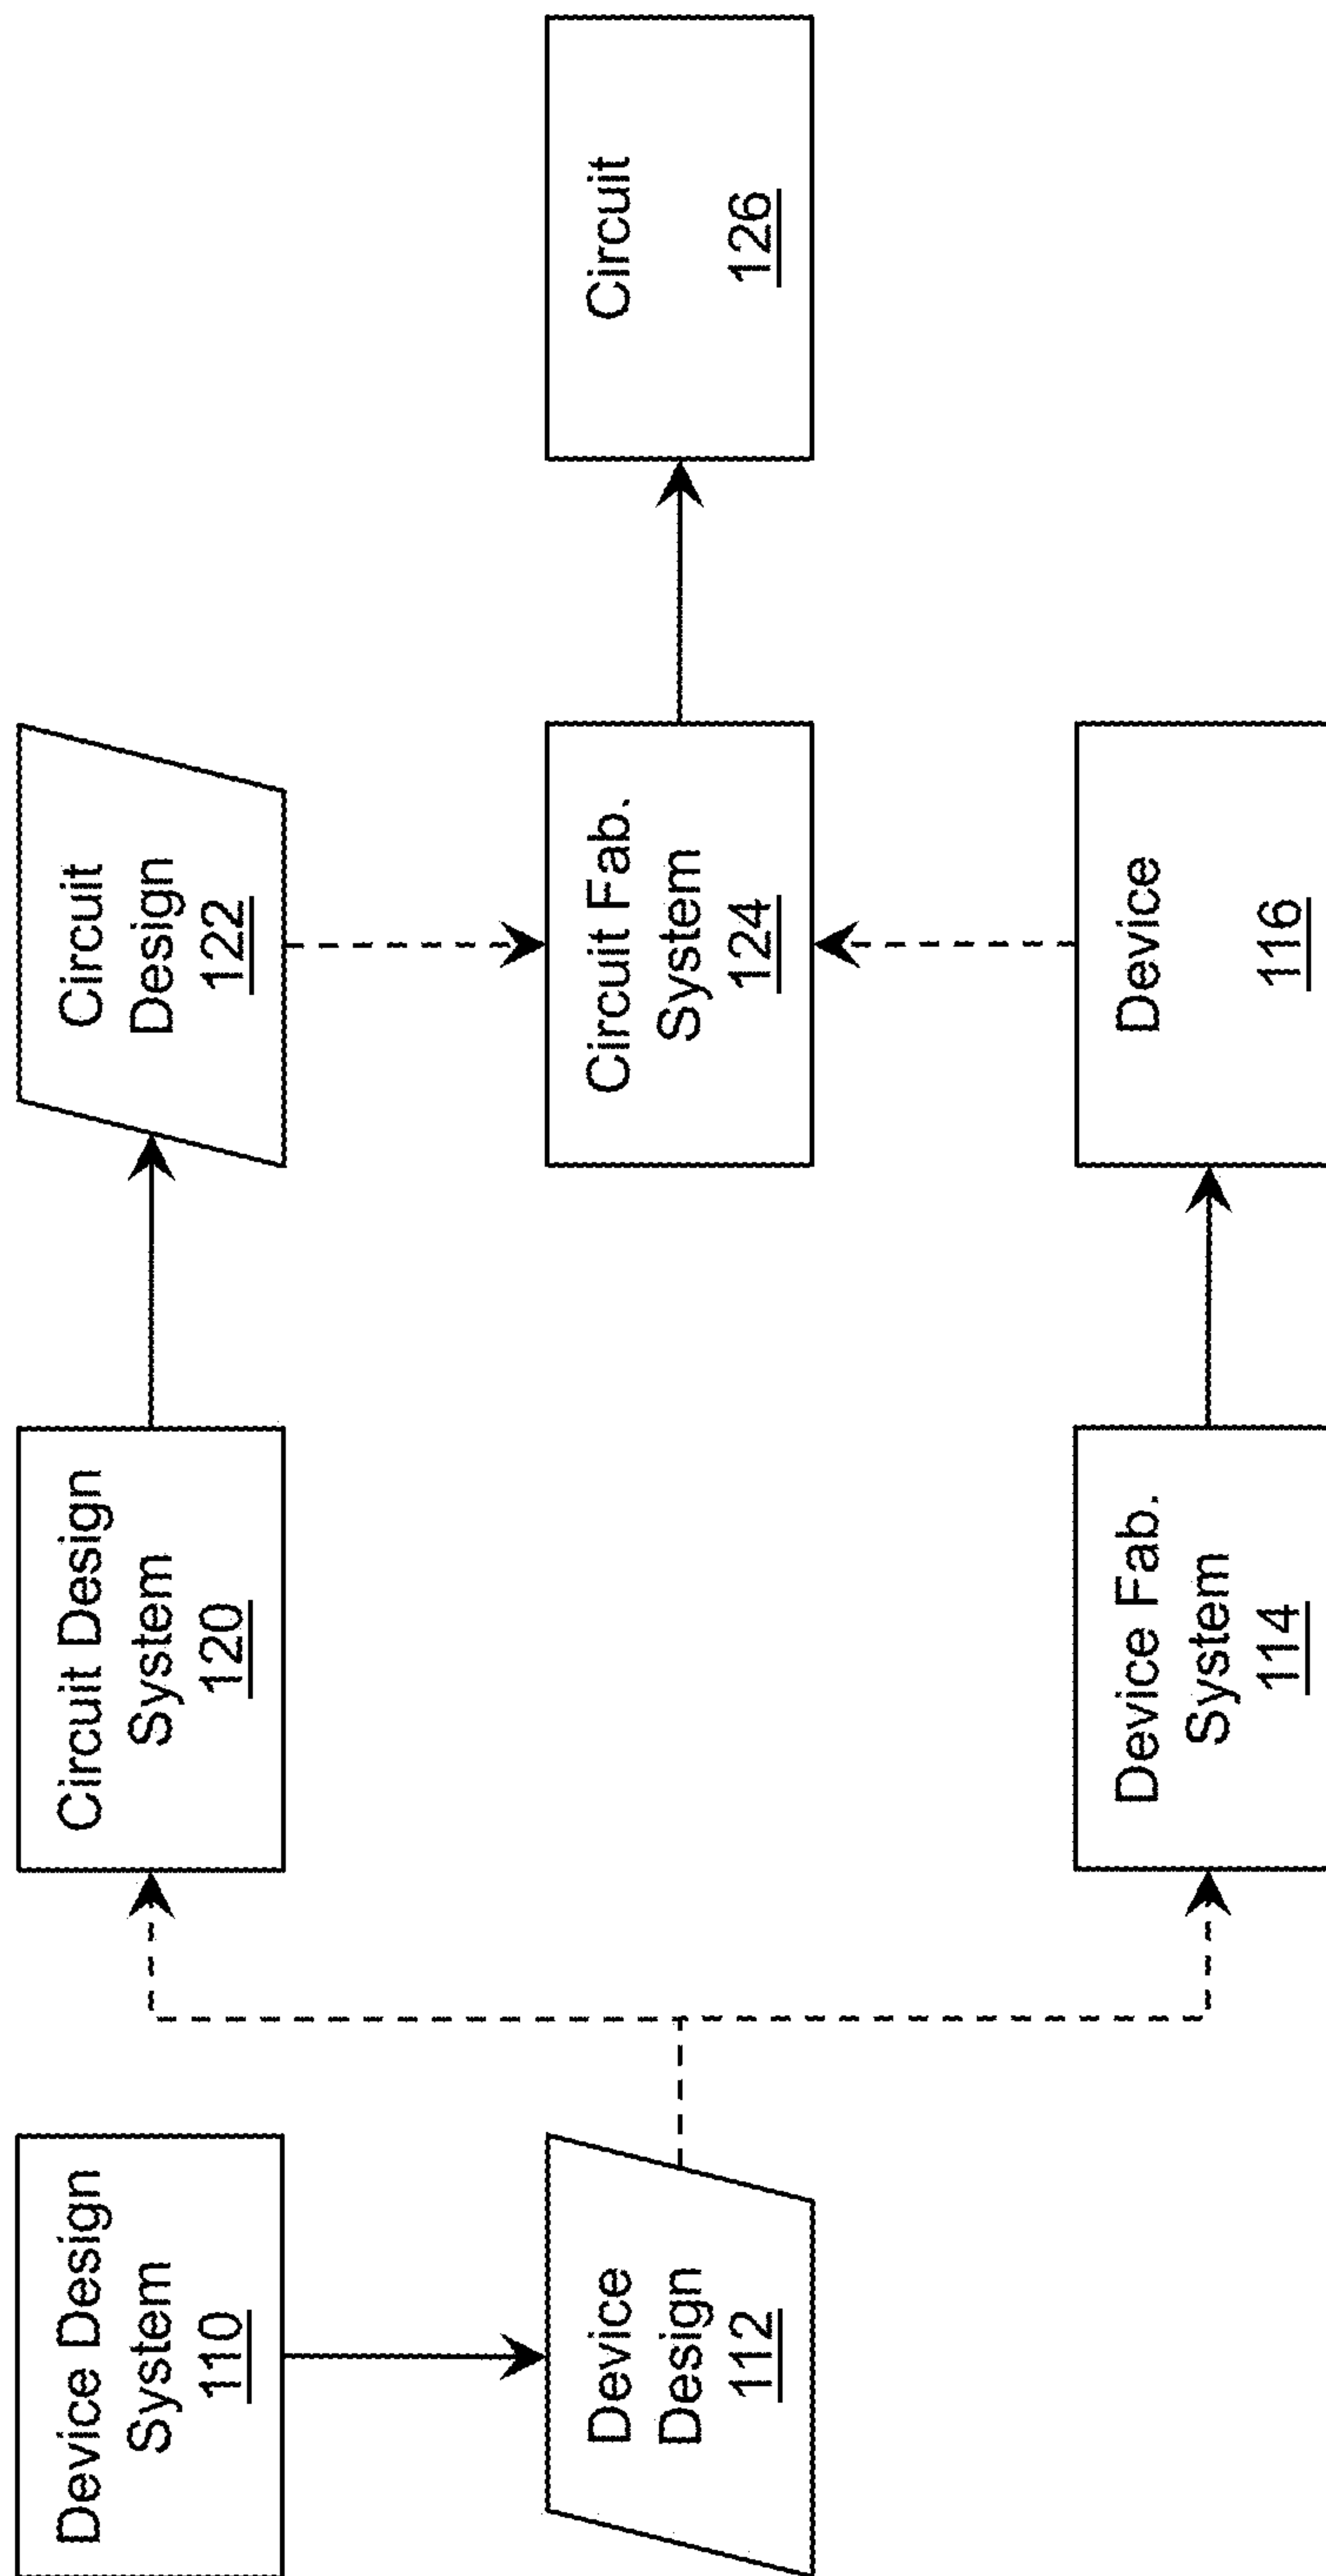 Device Design
System
110
Device
Design
112
Circuit Design
System
120
Device Fab.
System
114
Circuit
Design
122
Circuit Fab.
System
124
Device
116
Circuit
126